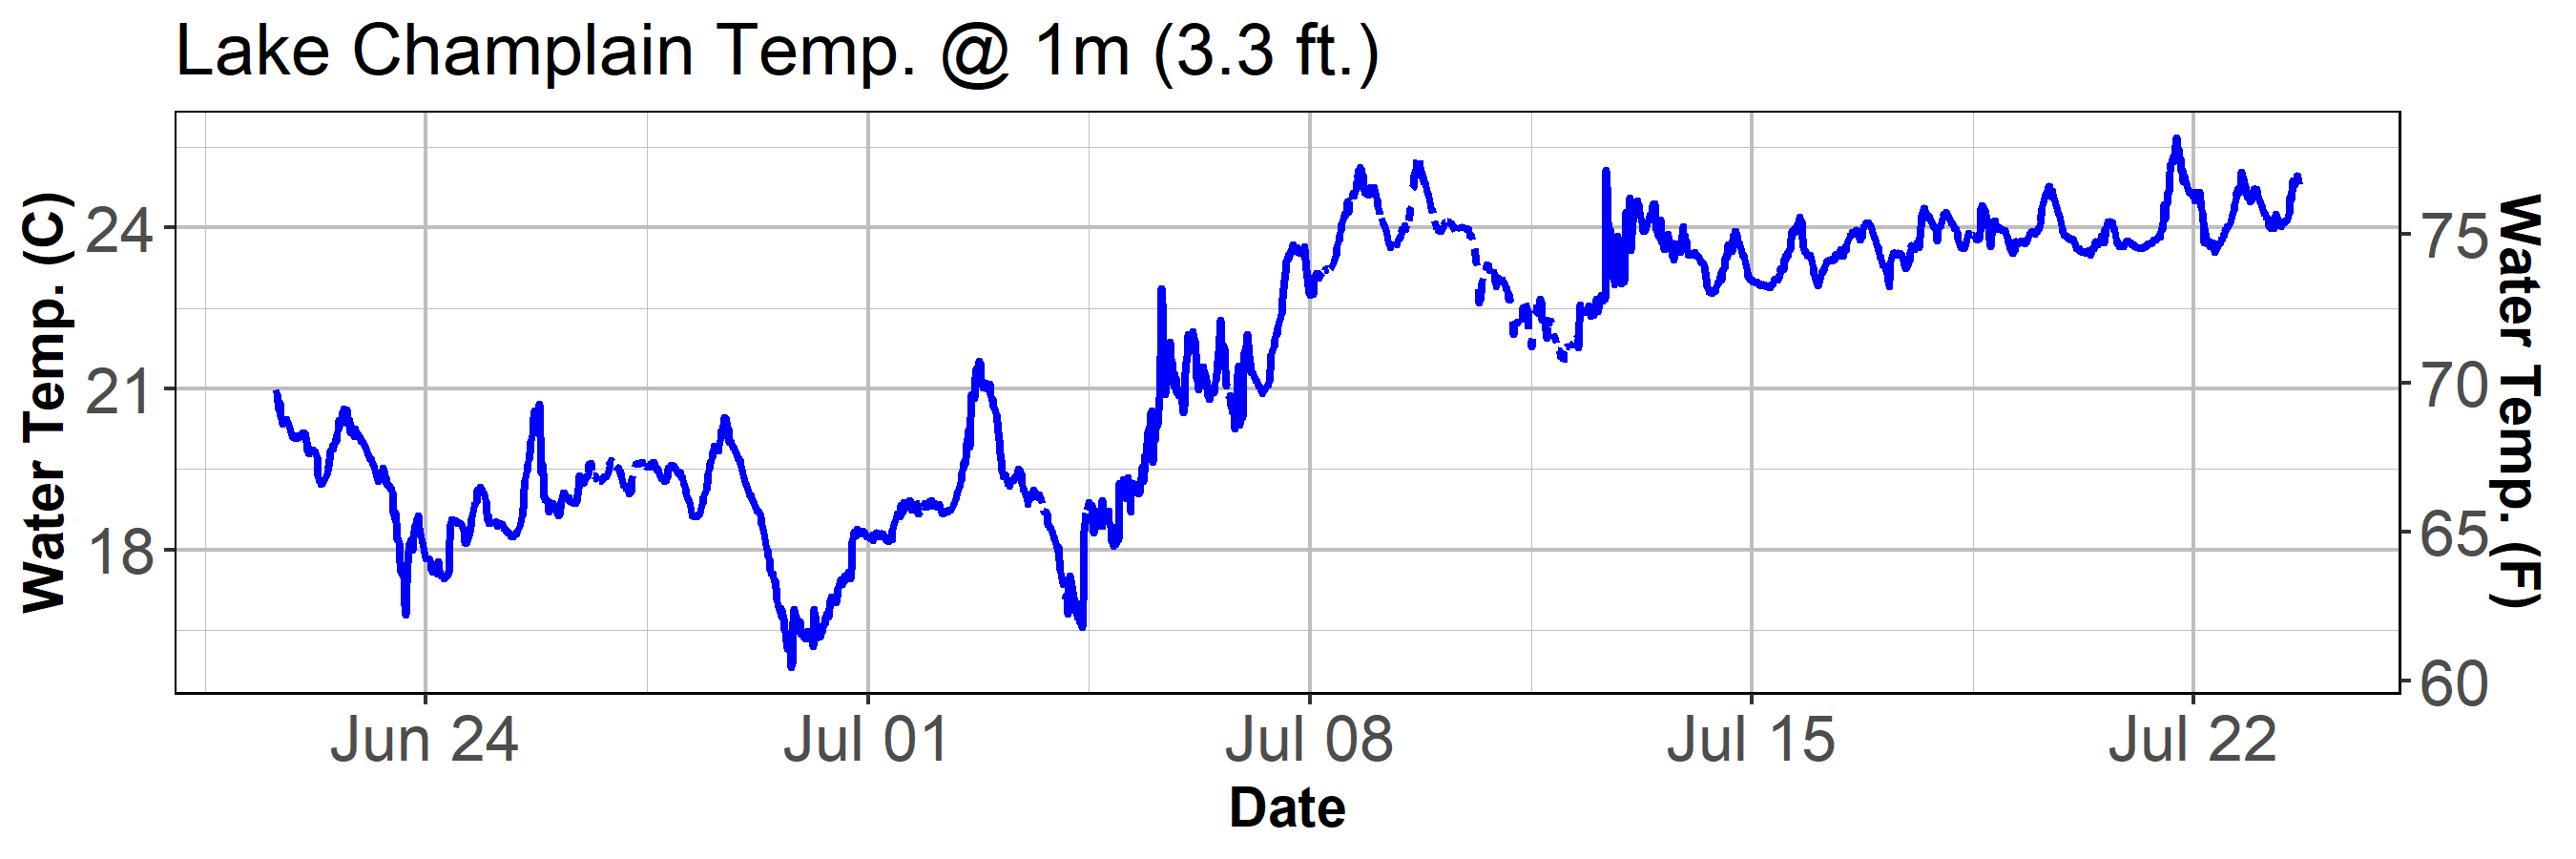 Lake Champlain Temp. @ 1m (3.3 ft.)
Water Temp. (C)
24
21
18
75
70
65
60
Water Temp. (F)
Jun 24
Jul 01
Jul 08
Jul 15
Jul 22
Date